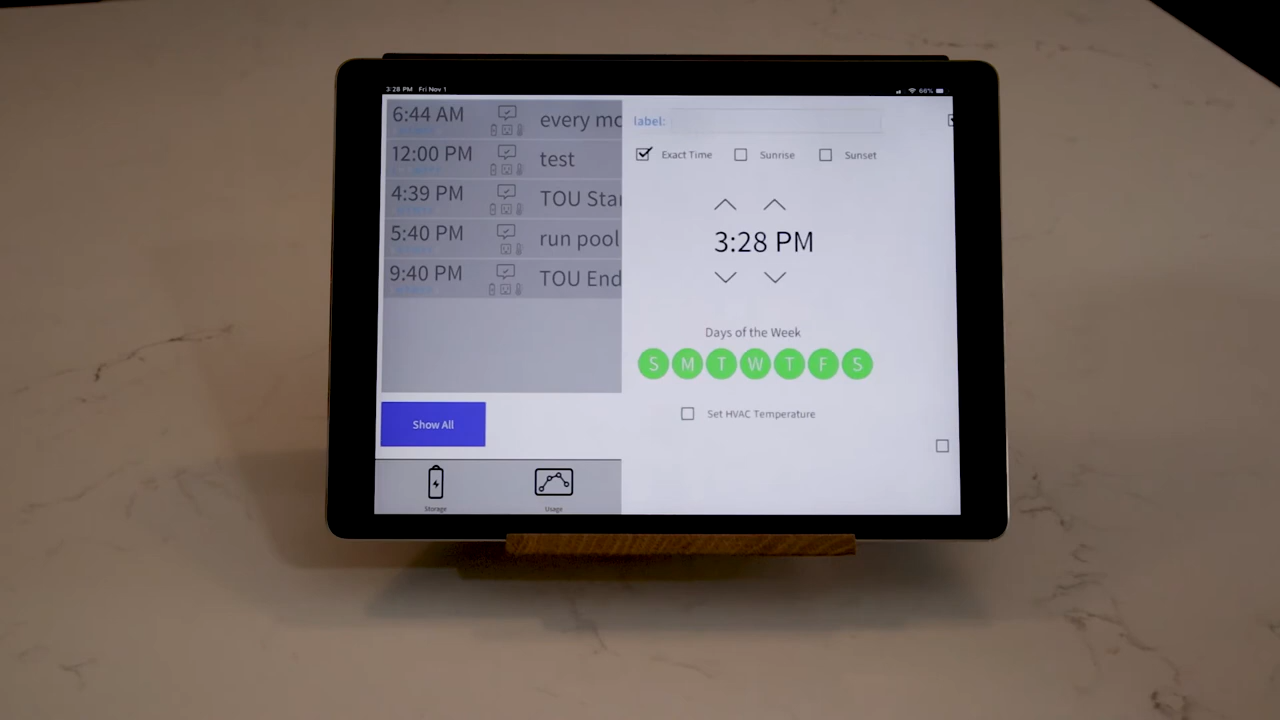 3:28 PM Fri Nov 1
66%
6:44 AM
every mo
12:00 PM
test
4:39 PM
TOU Star
5:40 PM
run pool
9:40 PM
TOU End
Show All
Storage
Usage
label:
Exact Time Sunrise Sunset
3:28 PM
Days of the Week
S M T W T F S
Set HVAC Temperature